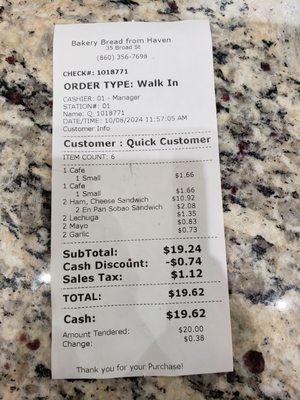 Bakery Bread from Haven
35 Broad St
(860) 356-7698
CHECK#: 1018771
ORDER TYPE: Walk In
CASHIER: 01 - Manager
STATION#: 01
Name: Q_1018771
DATE/TIME: 10/08/2024 11:57:05 AM
Customer Info
Customer : Quick Customer
ITEM COUNT: 6
1 Cafe
1 Small $1.66
1 Cafe
1 Small $1.66
2 Ham, Cheese Sandwich $10.92
2 En Pan Sobao Sandwich $2.08
2 Lechuga $1.35
2 Mayo $0.83
2 Garlic $0.73
SubTotal: $19.24
Cash Discount: -$0.74
Sales Tax: $1.12
TOTAL: $19.62
Cash: $19.62
Amount Tendered: $20.00
Change: $0.38
Thank you for your Purchase!